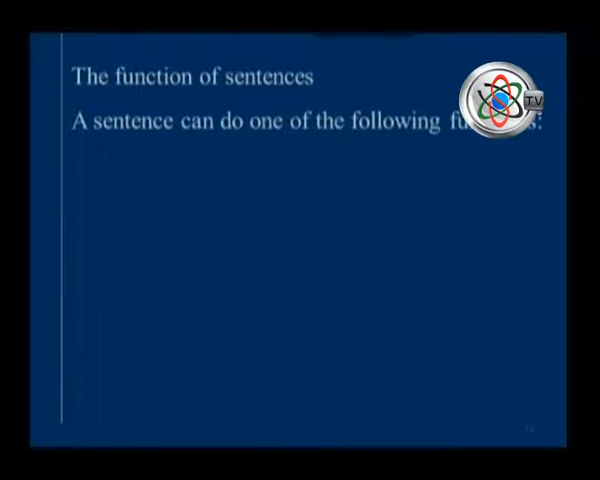 The function of sentences
A sentence can do one of the following
TV